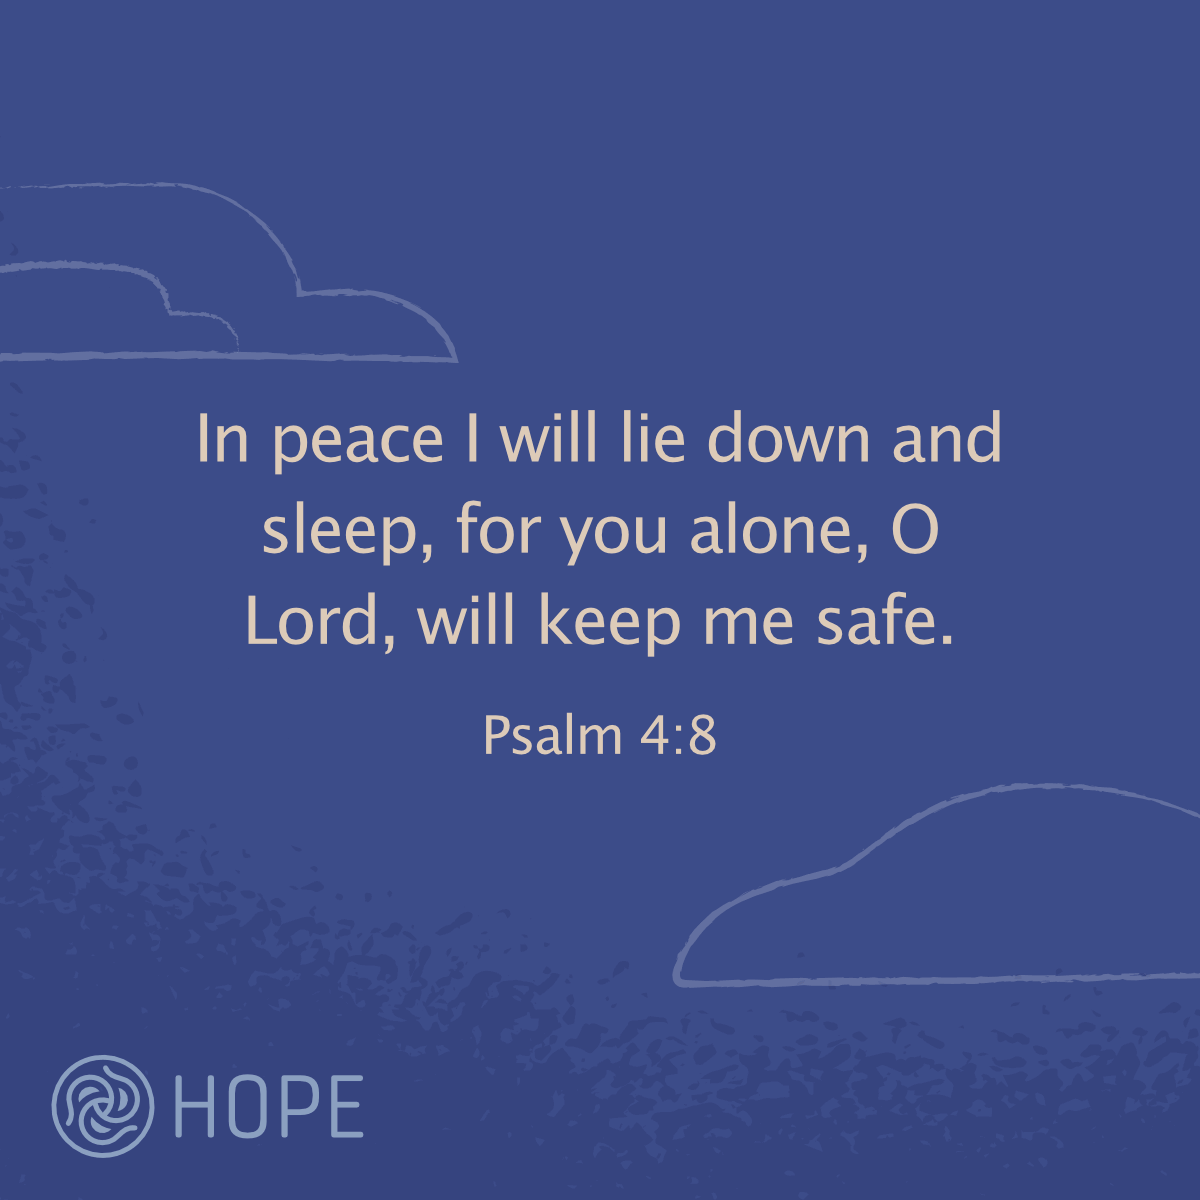 In peace I will lie down and
sleep, for you alone, O
Lord, will keep me safe.
Psalm 4:8
HOPE